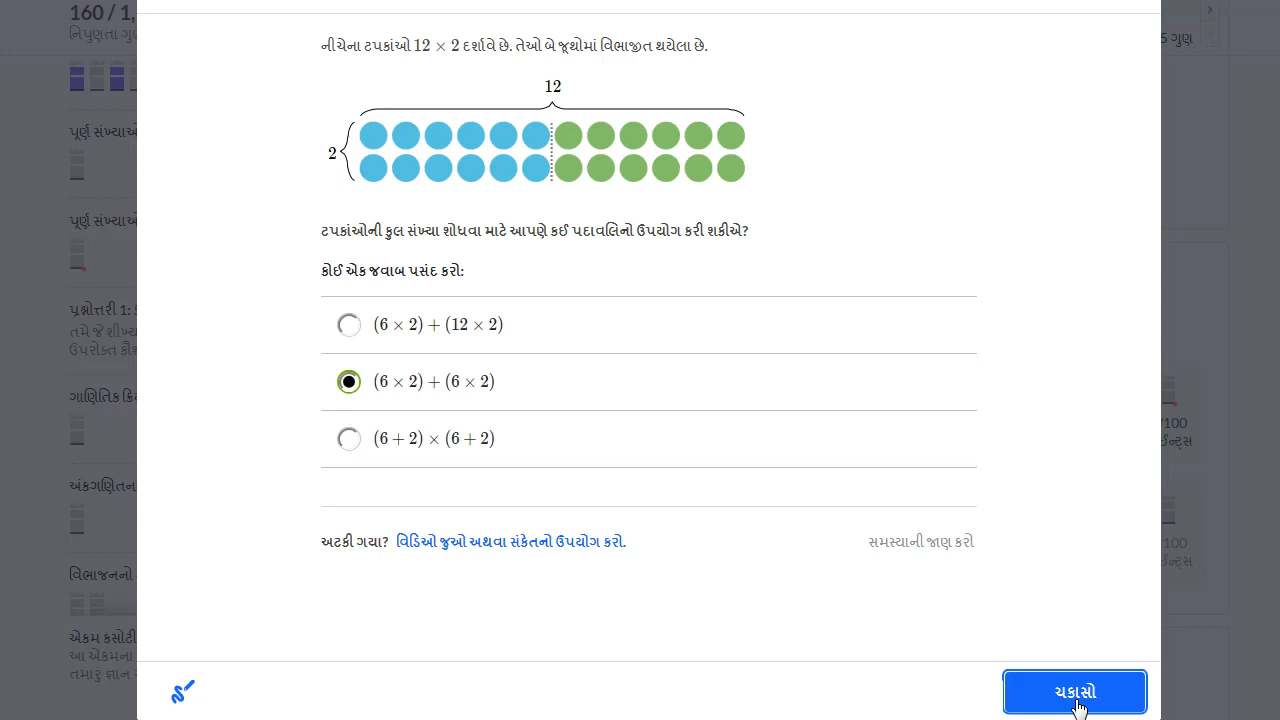 160 / 1,
નિપુણતા ગુણ
5 ગુણ
નીચેના ટપકાંઓ 12 × 2 દર્શાવે છે. તેઓ બે જૂથોમાં વિભાજીત થયેલા છે.
12
2
ટપકાંઓની કુલ સંખ્યા શોધવા માટે આપણે કઈ પદાવલિનો ઉપયોગ કરી શકીએ?
કોઈ એક જવાબ પસંદ કરો:
(6 × 2) + (12 × 2)
(6 × 2) + (6 × 2)
(6 + 2) × (6 + 2)
અટકી ગયા? વિડિઓ જુઓ અથવા સંકેતનો ઉપયોગ કરો.
સમસ્યાની જાણ કરો
ચકાસો
પૂર્ણ સંખ્યાઓ
પૂર્ણ સંખ્યાઓ
પ્રશ્નોત્તરી 1:
તમે જે શીખ્યા
ઉપરોક્ત કૌશ
ગાણિતિક ક્રિ
અંકગણિતના
વિભાજનનો
એકમ કસોટી
આ એકમના
તમારું જ્ઞાન
/100
ઈન્ટ્સ
/100
ઈન્ટ્સ